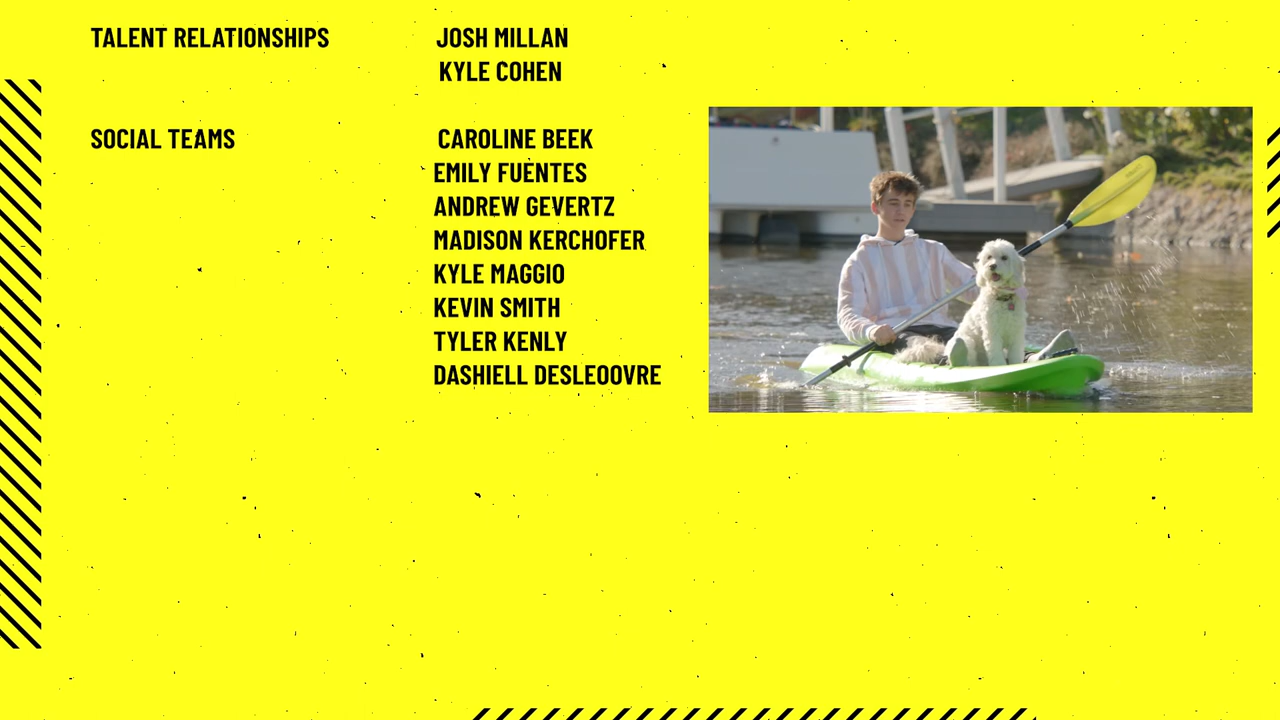 TALENT RELATIONSHIPS JOSH MILLAN
KYLE COHEN
SOCIAL TEAMS CAROLINE BEEK
EMILY FUENTES
ANDREW GEVERTZ
MADISON KERCHOFER
KYLE MAGGIO
KEVIN SMITH
TYLER KENLY
DASHIELL DESLEOOVRE